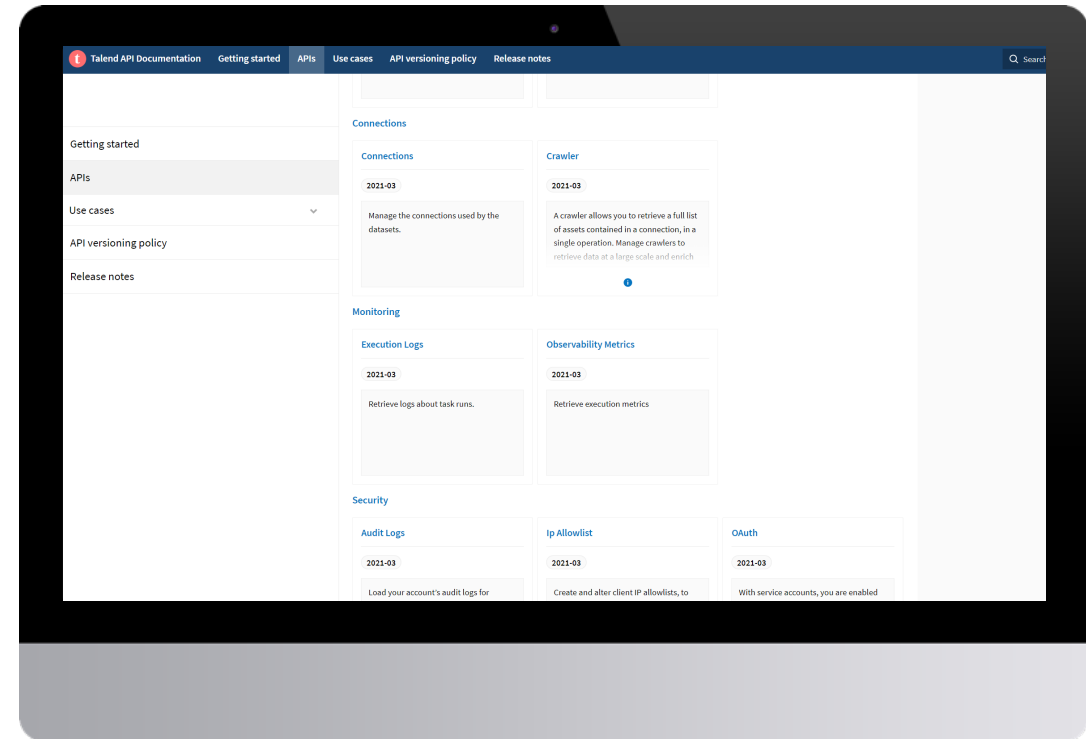 t Talend API Documentation Getting started APIs Use cases API versioning policy Release notes Search
Getting started
APIs
Use cases
API versioning policy
Release notes
Connections
Connections
2021-03
Manage the connections used by the
datasets.
Crawler
2021-03
A crawler allows you to retrieve a full list
of assets contained in a connection, in a
single operation. Manage crawlers to
retrieve data at a large scale and enrich
Monitoring
Execution Logs
2021-03
Retrieve logs about task runs.
Observability Metrics
2021-03
Retrieve execution metrics
Security
Audit Logs
2021-03
Load your account's audit logs for
Ip Allowlist
2021-03
Create and alter client IP allowlists, to
OAuth
2021-03
With service accounts, you are enabled